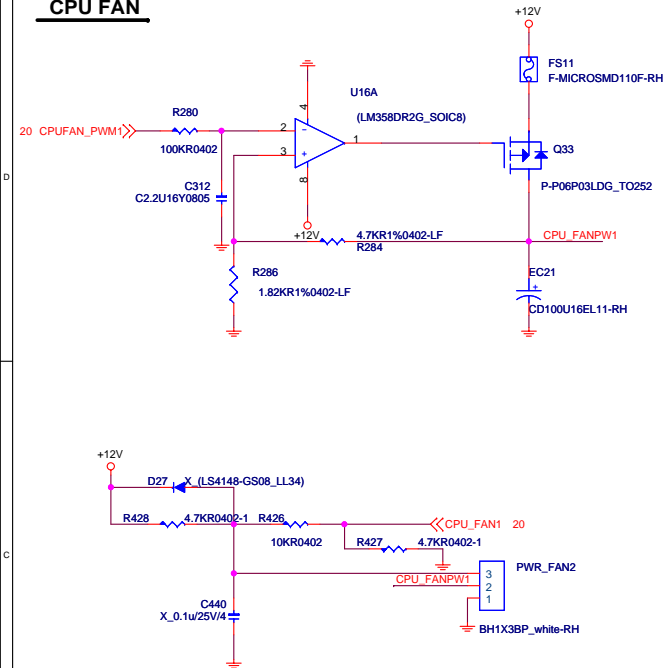 CPU FAN
+12V
FS11
F-MICROSMD110F-RH
U16A
(LM358DR2G_SOIC8)
R280
20 CPUFAN_PWM1
100KR0402
4
2
-
1
3
+
8
Q33
P-P06P03LDG_TO252
D
C312
C2.2U16Y0805
+12V
4.7KR1%0402-LF
R284
CPU_FANPW1
R286
1.82KR1%0402-LF
EC21
+
CD100U16EL11-RH
+12V
D27 X_(LS4148-GS08_LL34)
R428 4.7KR0402-1 R426
CPU_FAN1 20
10KR0402
R427 4.7KR0402-1
C
PWR_FAN2
3
CPU_FANPW1
2
1
C440
X_0.1u/25V/4
BH1X3BP_white-RH